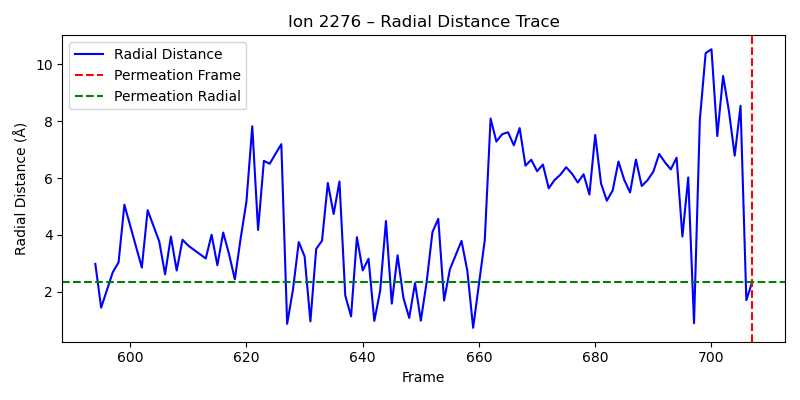 Ion 2276 – Radial Distance Trace
Radial Distance
Permeation Frame
Permeation Radial
Radial Distance (Å)
10
8
6
4
2
600
620
640
660
680
700
Frame